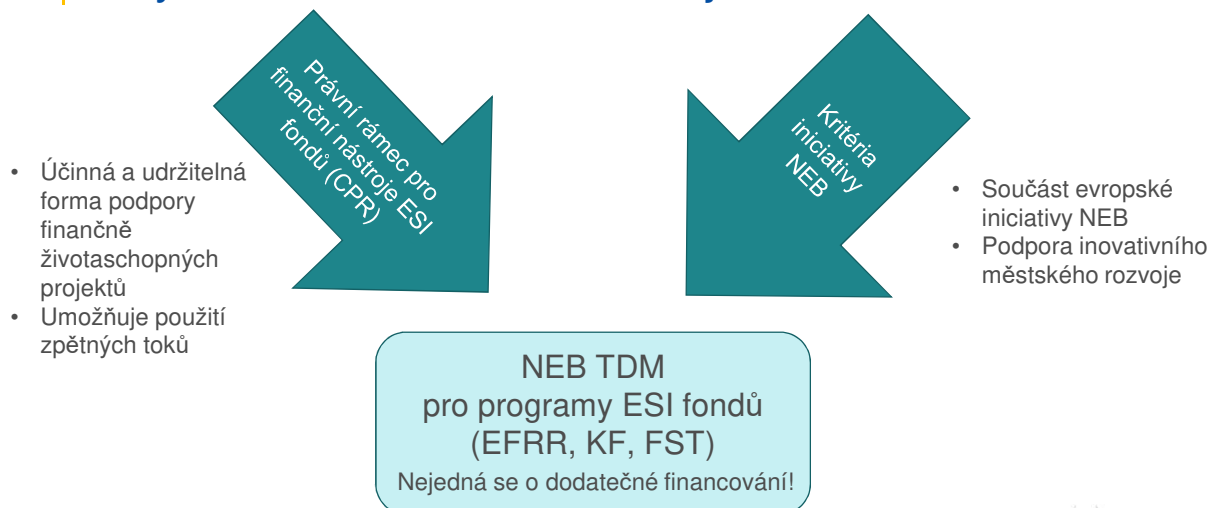 Právní rámec pro
finanční nástroje ESI
fondů (CPR)
Kritéria
iniciativy
NEB
• Účinná a udržitelná
forma podpory
finančně
životaschopných
projektů
• Umožňuje použití
zpětných toků
• Součást evropské
iniciativy NEB
• Podpora inovativního
městského rozvoje
NEB TDM
pro programy ESI fondů
(EFRR, KF, FST)
Nejedná se o dodatečné financování!